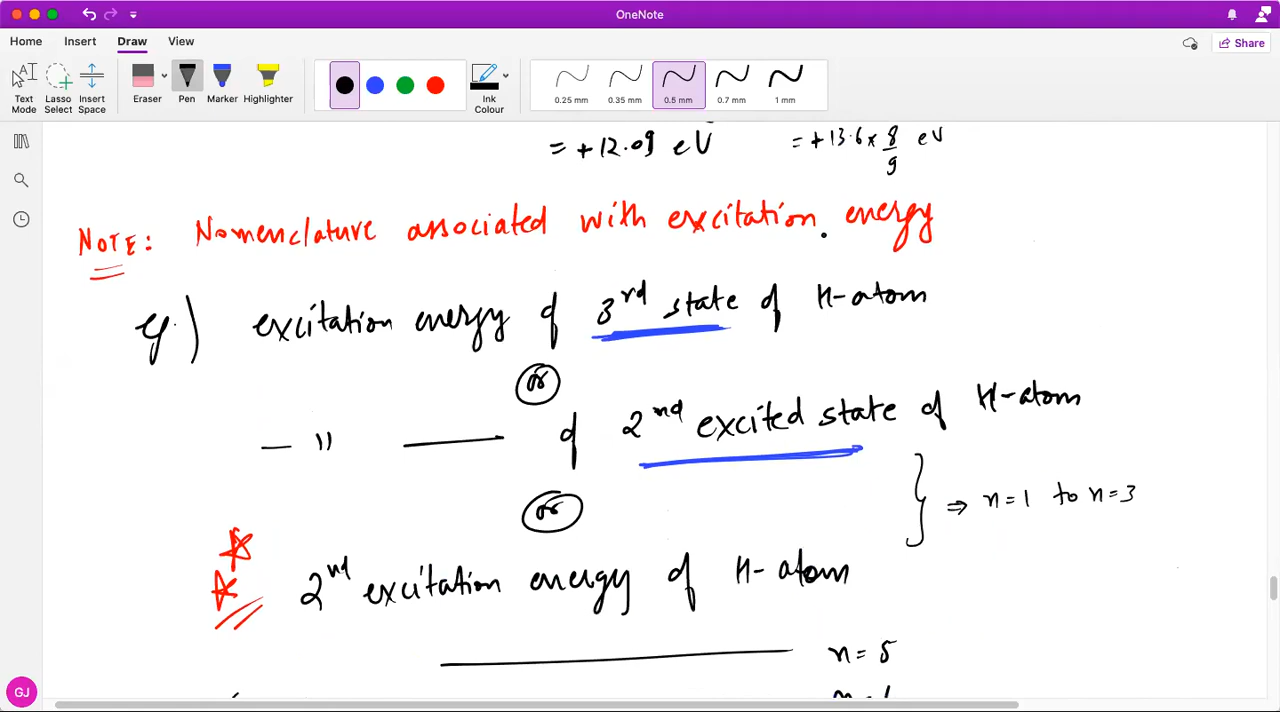 OneNote
Home Insert Draw View
Share
Text Mode
Lasso Select
Insert Space
Eraser
Pen
Marker
Highlighter
Ink Colour
0.25 mm
0.35 mm
0.5 mm
0.7 mm
1 mm
= +12.09 eV = +13.6 x 8/9 eV
NOTE: Nomenclature associated with excitation energy
eg.) excitation energy of 3rd state of H-atom
or
— " — of 2nd excited state of H-atom
or
} ⇒ n=1 to n=3
2nd excitation energy of H-atom
n=5
GJ